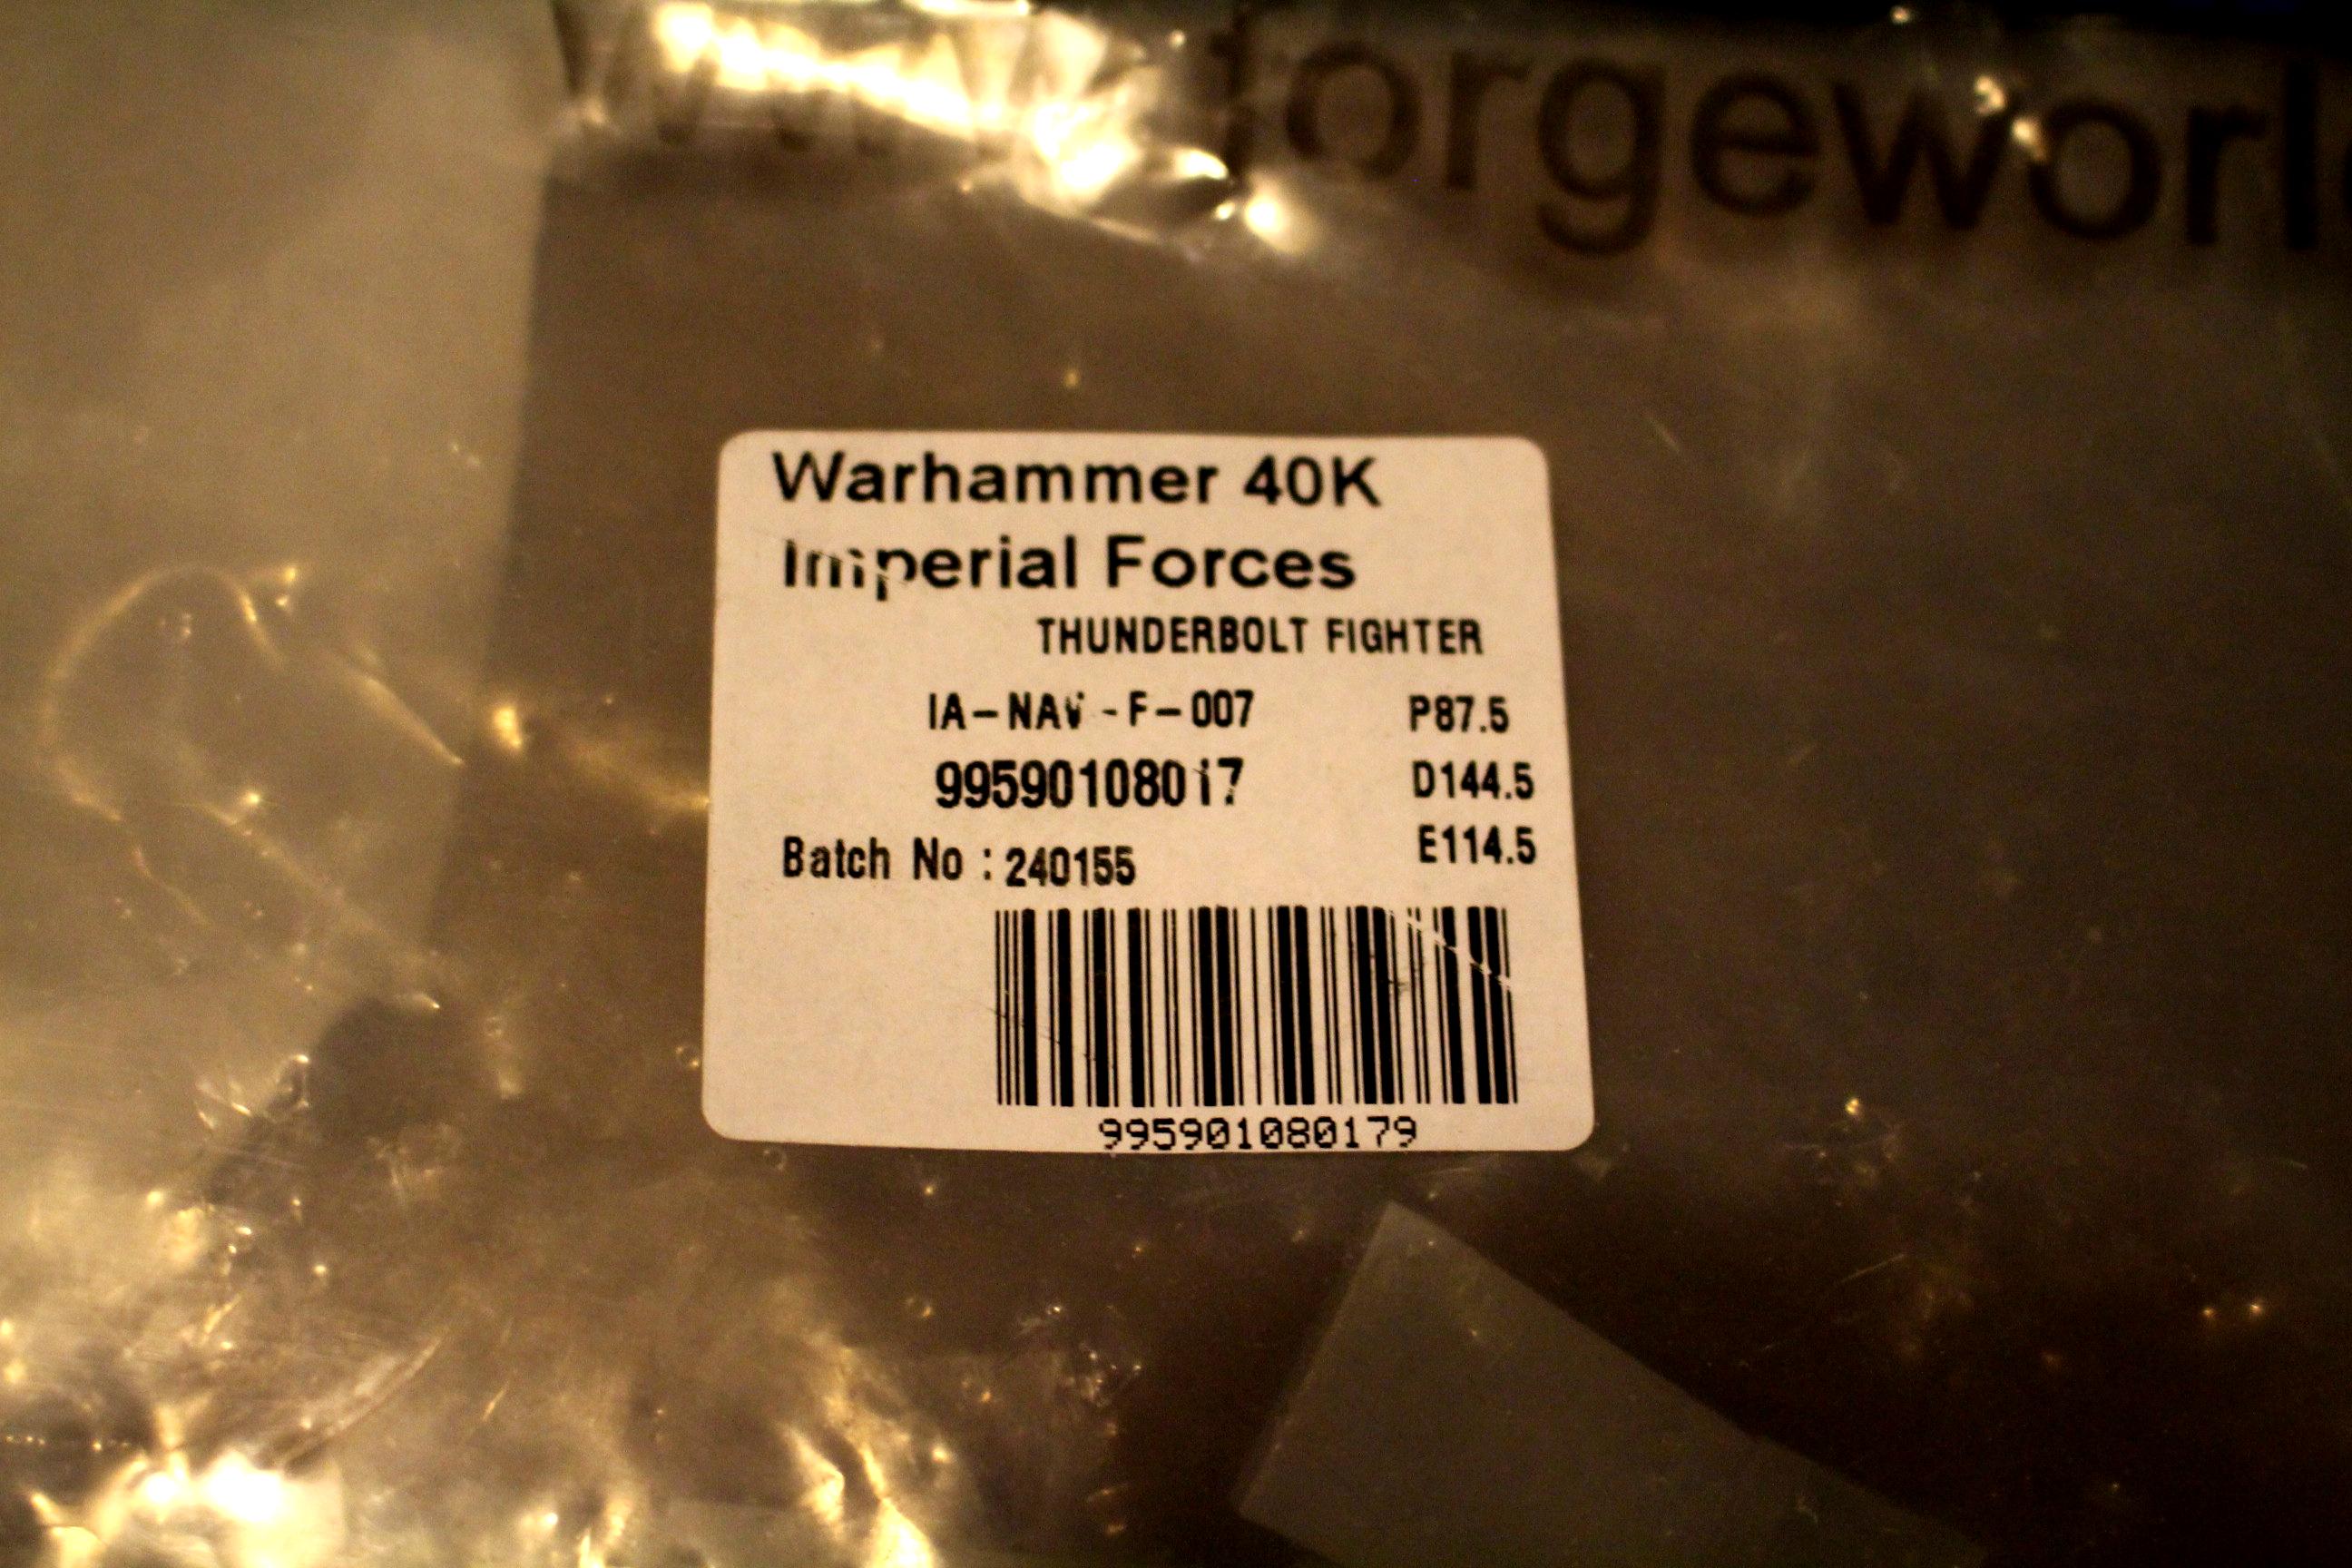 forgeworl
Warhammer 40K
Imperial Forces
THUNDERBOLT FIGHTER
IA-NAV-F-007 P87.5
99590108017 D144.5
Batch No : 240155 E114.5
995901080179